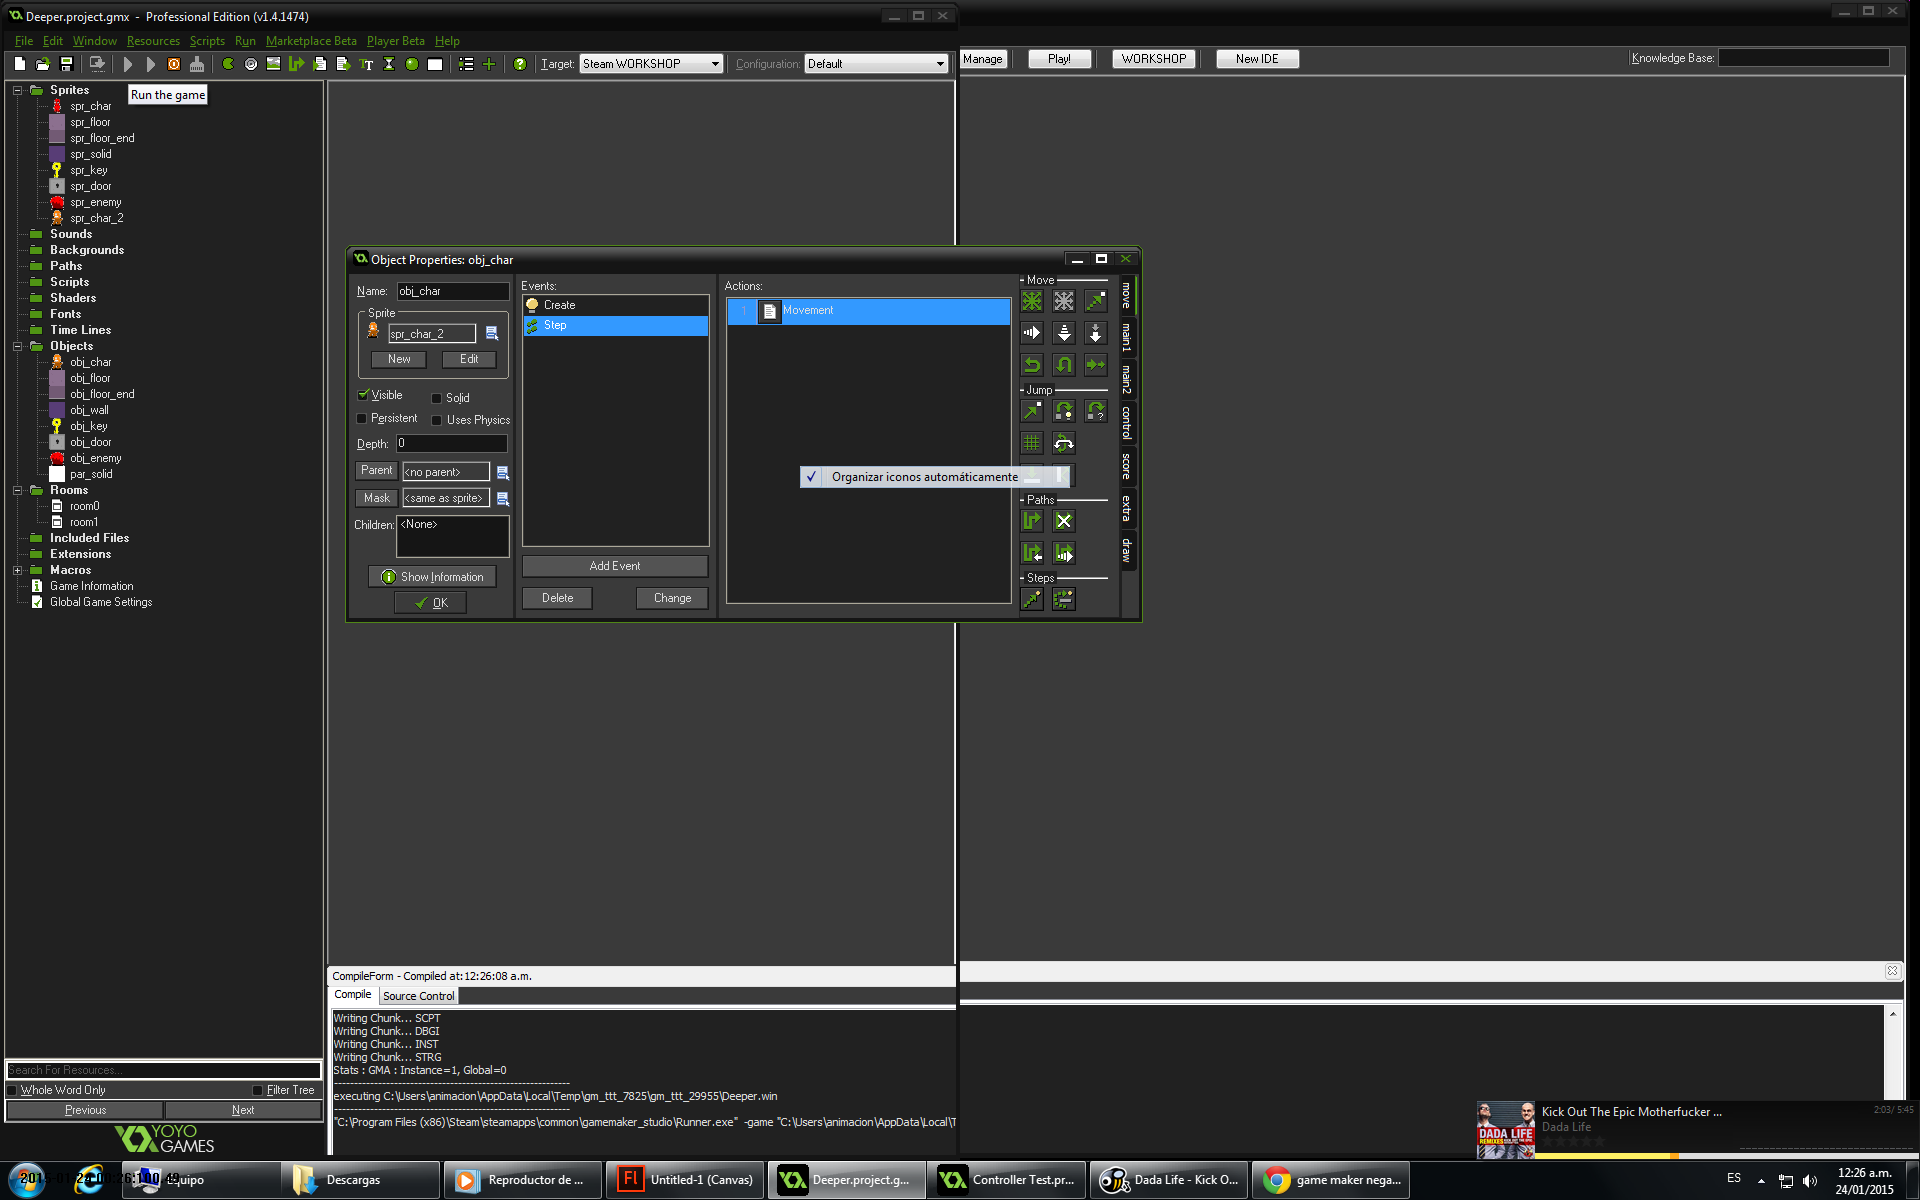 Deeper.project.gmx - Professional Edition (v1.4.1474)
File Edit Window Resources Scripts Run Marketplace Beta Player Beta Help
Target: Steam WORKSHOP Configuration: Default Manage Play! WORKSHOP New IDE Knowledge Base:
Run the game
Sprites
spr_char
spr_floor
spr_floor_end
spr_solid
spr_key
spr_door
spr_enemy
spr_char_2
Sounds
Backgrounds
Paths
Scripts
Shaders
Fonts
Time Lines
Objects
obj_char
obj_floor
obj_floor_end
obj_wall
obj_key
obj_door
obj_enemy
par_solid
Rooms
room0
room1
Included Files
Extensions
Macros
Game Information
Global Game Settings
Search For Resources...
Whole Word Only Filter Tree
Previous Next
YOYO
GAMES
Object Properties: obj_char
Name: obj_char
Sprite
spr_char_2
New Edit
Visible Solid
Persistent Uses Physics
Depth: 0
Parent <no parent>
Mask <same as sprite>
Children: <None>
Show Information
OK
Events:
Create
Step
Add Event
Delete Change
Actions:
1 Movement
Organizar iconos automáticamente
Move
Jump
Paths
Steps
move
main1
main2
control
score
extra
draw
CompileForm - Compiled at: 12:26:08 a.m.
Compile Source Control
Writing Chunk... SCPT
Writing Chunk... DBGI
Writing Chunk... INST
Writing Chunk... STRG
Stats : GMA : Instance=1, Global=0
executing C:\Users\animacion\AppData\Local\Temp\gm_ttt_7825\gm_ttt_29955\Deeper.win
"C:\Program Files (x86)\Steam\steamapps\common\gamemaker_studio\Runner.exe" -game "C:\Users\animacion\AppData\Local\T
Kick Out The Epic Motherfucker ... 2:03/ 5:45
Dada Life
DADA LIFE
Equipo Descargas Reproductor de ... Untitled-1 (Canvas) Deeper.project.g... Controller Test.pr... Dada Life - Kick O... game maker nega... ES 12:26 a.m.
24/01/2015